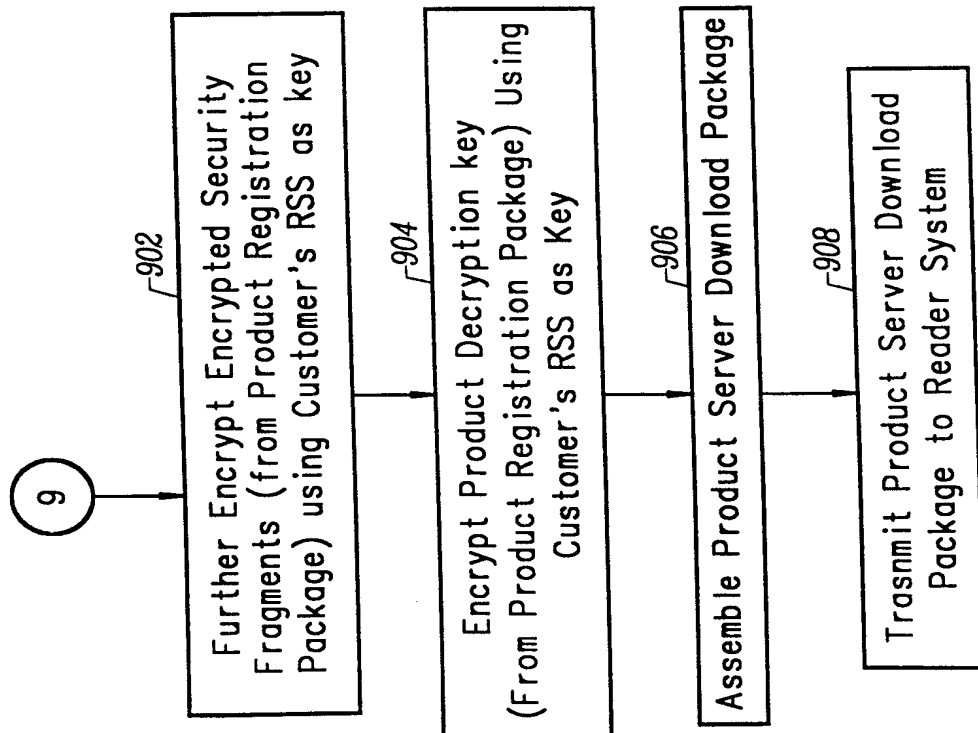 9
902
Further Encrypt Encrypted Security
Fragments (from Product Registration
Package) using Customer's RSS as key
904
Encrypt Product Decryption key
(From Product Registration Package) Using
Customer's RSS as Key
906
Assemble Product Server Download Package
908
Trasnmit Product Server Download
Package to Reader System